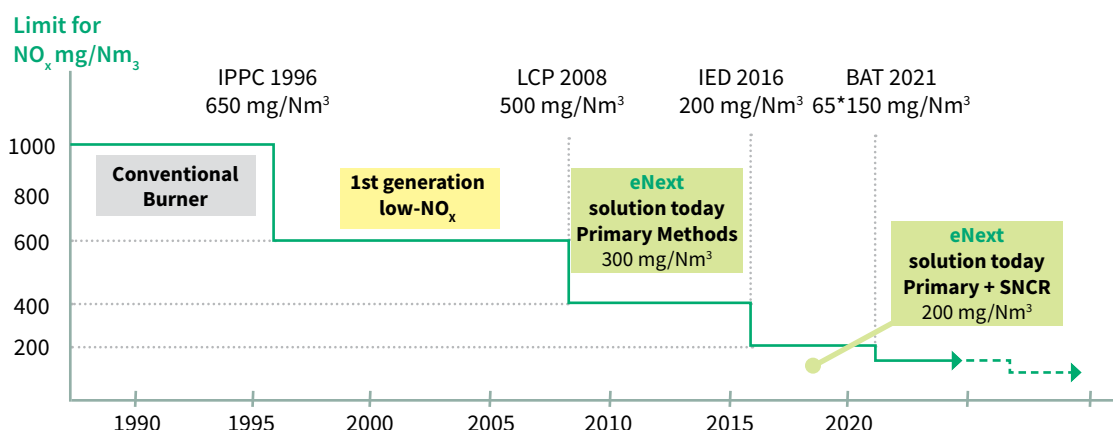 Limit for
NOx mg/Nm3
IPPC 1996
650 mg/Nm³
LCP 2008
500 mg/Nm³
IED 2016
200 mg/Nm³
BAT 2021
65*150 mg/Nm³
1000
800
600
400
200
Conventional
Burner
1st generation
low-NOx
eNext
solution today
Primary Methods
300 mg/Nm³
eNext
solution today
Primary + SNCR
200 mg/Nm³
1990
1995
2000
2005
2010
2015
2020